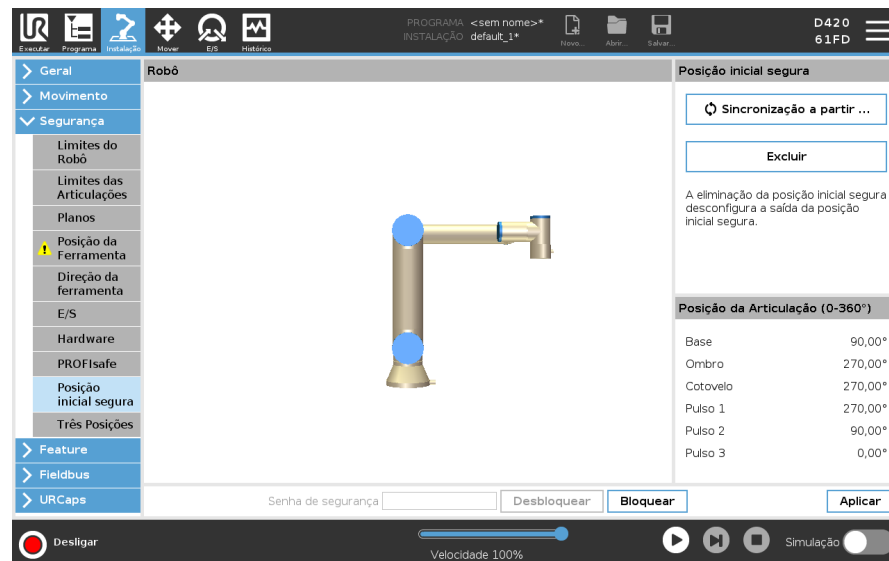 UR
Executar
Programa
Instalação
Mover
E/S
Histórico
PROGRAMA <sem nome>*
INSTALAÇÃO default_1*
Novo...
Abrir...
Salvar...
D420
61FD
Geral
Movimento
Segurança
Limites do
Robô
Limites das
Articulações
Planos
Posição da
Ferramenta
Direção da
ferramenta
E/S
Hardware
PROFIsafe
Posição
inicial segura
Três Posições
Feature
Fieldbus
URCaps
Robô
Senha de segurança
Desbloquear
Bloquear
Posição inicial segura
Sincronização a partir ...
Excluir
A eliminação da posição inicial segura
desconfigura a saída da posição
inicial segura.
Posição da Articulação (0-360°)
Base 90,00°
Ombro 270,00°
Cotovelo 270,00°
Pulso 1 270,00°
Pulso 2 90,00°
Pulso 3 0,00°
Aplicar
Desligar
Velocidade 100%
Simulação